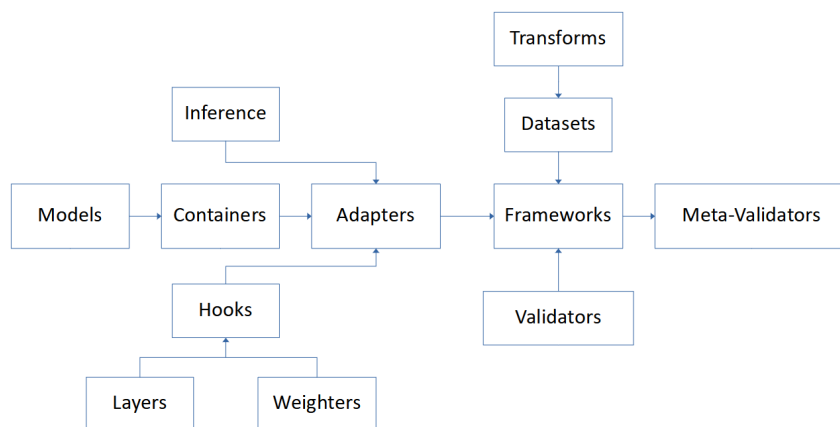 Transforms
Inference
Datasets
Models
Containers
Adapters
Frameworks
Meta-Validators
Hooks
Validators
Layers
Weighters